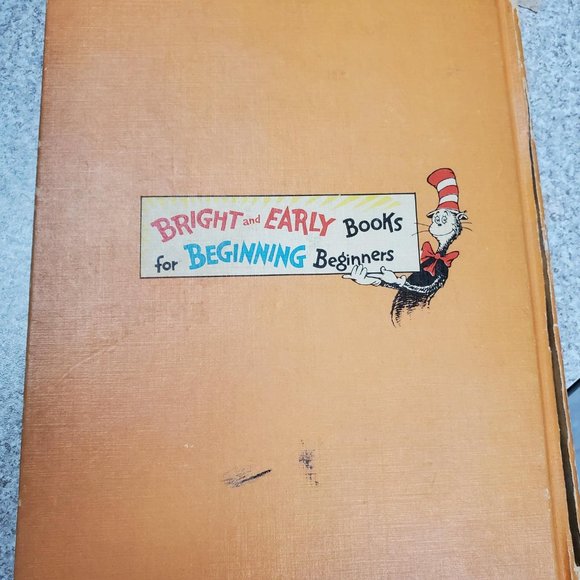 BRIGHT and EARLY BOOKS
for BEGINNING Beginners